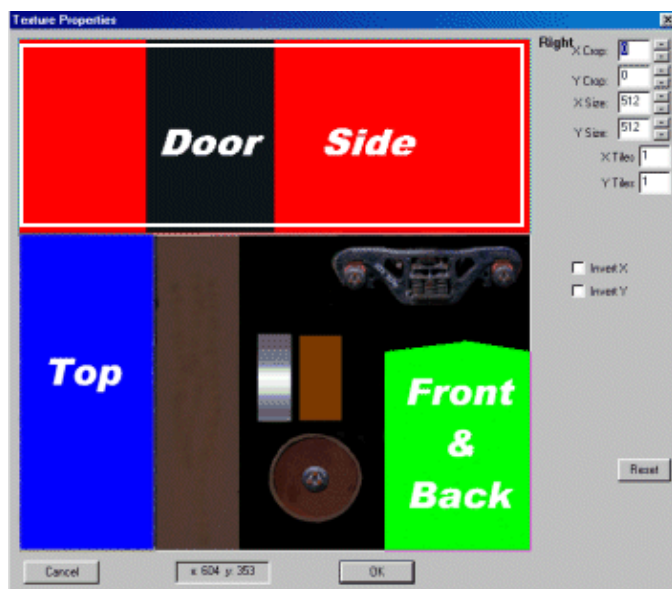 Texture Properties
Right
X Crop: 0
Y Crop: 0
X Size: 512
Y Size: 512
X Tiles 1
Y Tiles 1
Door Side
Invert X
Invert Y
Top
Front
&
Back
Reset
Cancel
x: 604 y: 353
OK